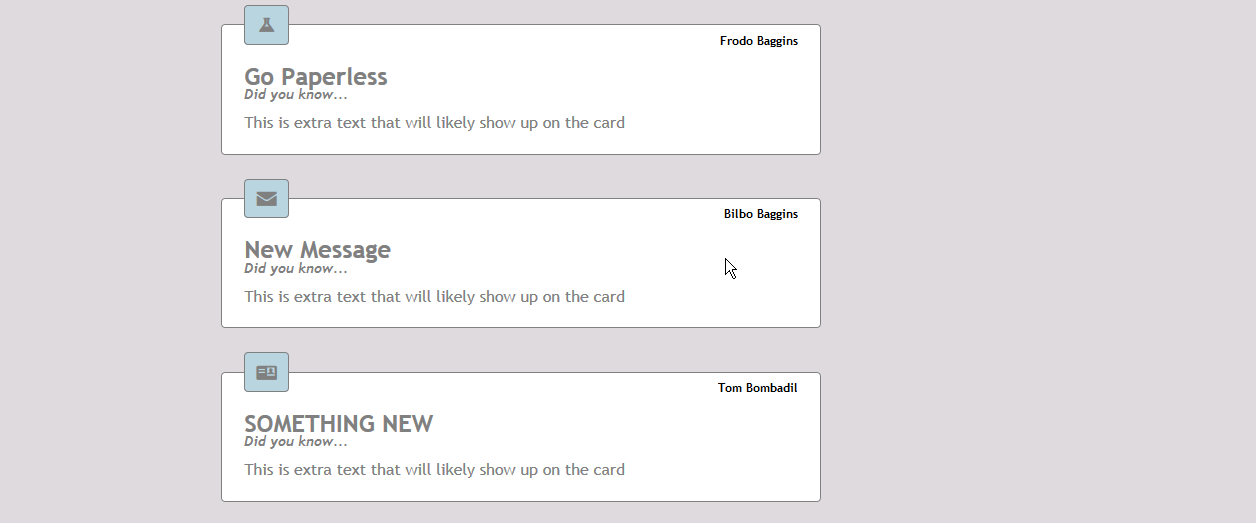 Frodo Baggins
Go Paperless
Did you know...
This is extra text that will likely show up on the card
Bilbo Baggins
New Message
Did you know...
This is extra text that will likely show up on the card
Tom Bombadil
SOMETHING NEW
Did you know...
This is extra text that will likely show up on the card